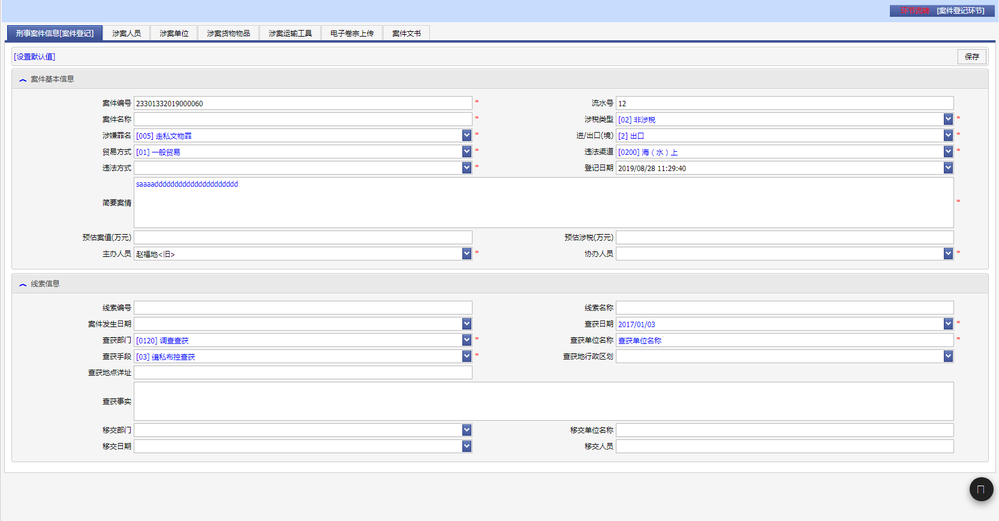 [案件登记环节]
刑事案件信息[案件登记] 涉案人员 涉案单位 涉案货物物品 涉案运输工具 电子卷宗上传 案件文书
[设置默认值] 保存
案件基本信息
案件编号 23301332019000060 * 流水号 12
案件名称 * 涉税类型 [02] 非涉税 *
涉嫌罪名 [005] 走私文物罪 * 进/出口(境) [2] 出口 *
贸易方式 [01] 一般贸易 * 违法渠道 [0200] 海（水）上 *
违法方式 * 登记日期 2019/08/28 11:29:40
简要案情 saaaaddddddddddddddddddddd *
预估案值(万元) 预估涉税(万元)
主办人员 赵福地<旧> * 协办人员 *
线索信息
线索编号 线索名称
案件发生日期 查获日期 2017/01/03 *
查获部门 [0120] 调查查获 * 查获单位名称 查获单位名称 *
查获手段 [03] 缉私布控查获 * 查获地行政区划
查获地点详址
查获事实
移交部门 移交单位名称
移交日期 移交人员